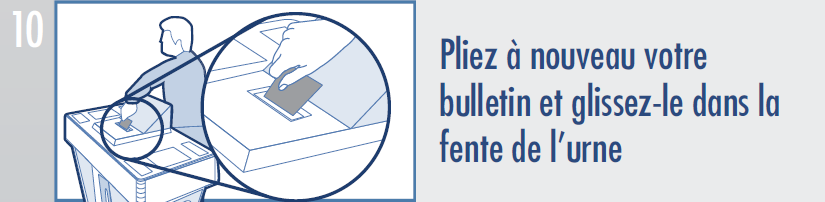 10
Pliez à nouveau votre
bulletin et glissez-le dans la
fente de l’urne